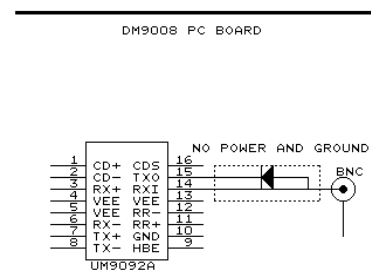 DM9008 PC BOARD
NO POWER AND GROUND
BNC
1 CD+ CDS 16
2 CD- TXO 15
3 RX+ RXI 14
4 VEE VEE 13
5 VEE RR- 12
6 RX- RR+ 11
7 TX+ GND 10
8 TX- HBE 9
UM9092A